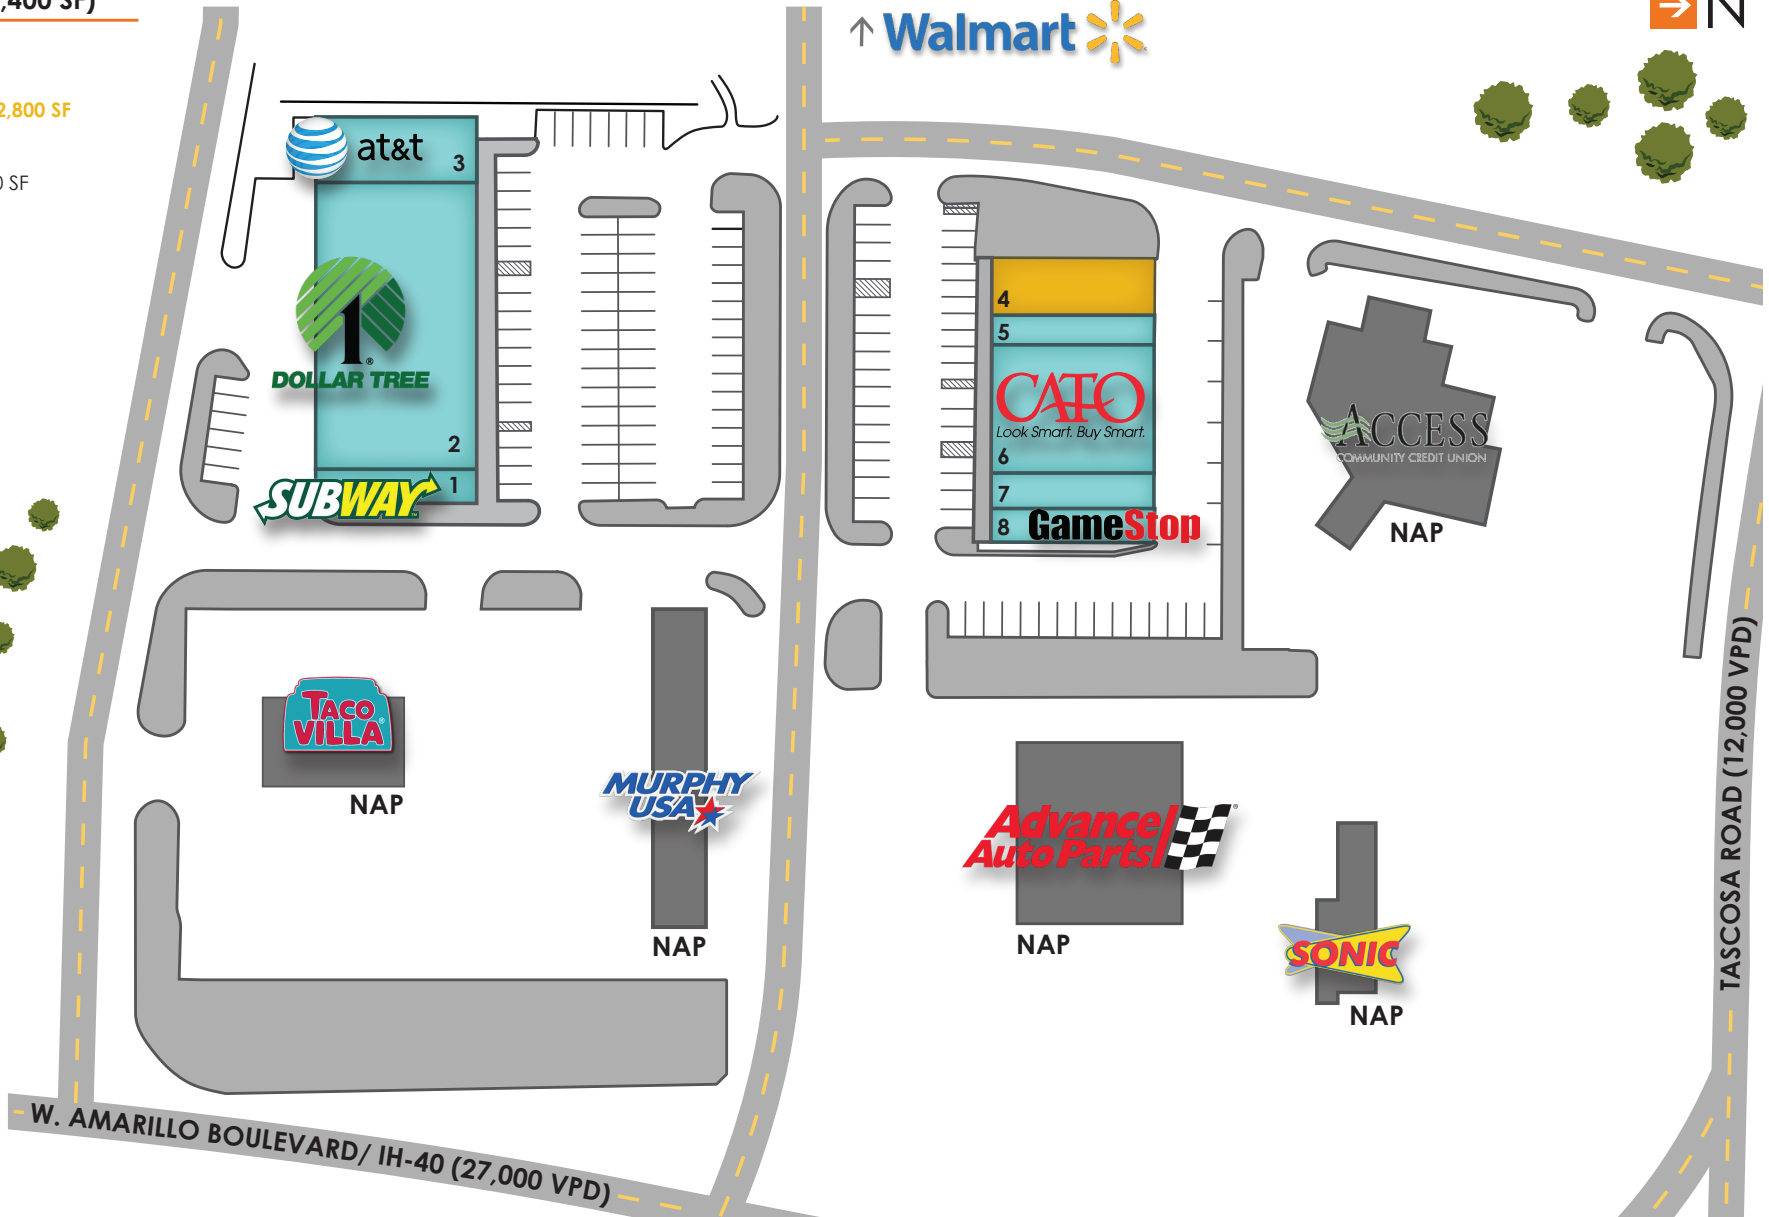 ,400 SF)
2,800 SF
0 SF
Walmart
N
at&t
3
DOLLAR TREE
2
SUBWAY
1
4
5
CATO
Look Smart. Buy Smart.
6
7
8
GameStop
ACCESS
COMMUNITY CREDIT UNION
NAP
TACO
VILLA
NAP
MURPHY
USA
NAP
Advance
Auto Parts
NAP
SONIC
NAP
TASCOSA ROAD (12,000 VPD)
W. AMARILLO BOULEVARD/ IH-40 (27,000 VPD)